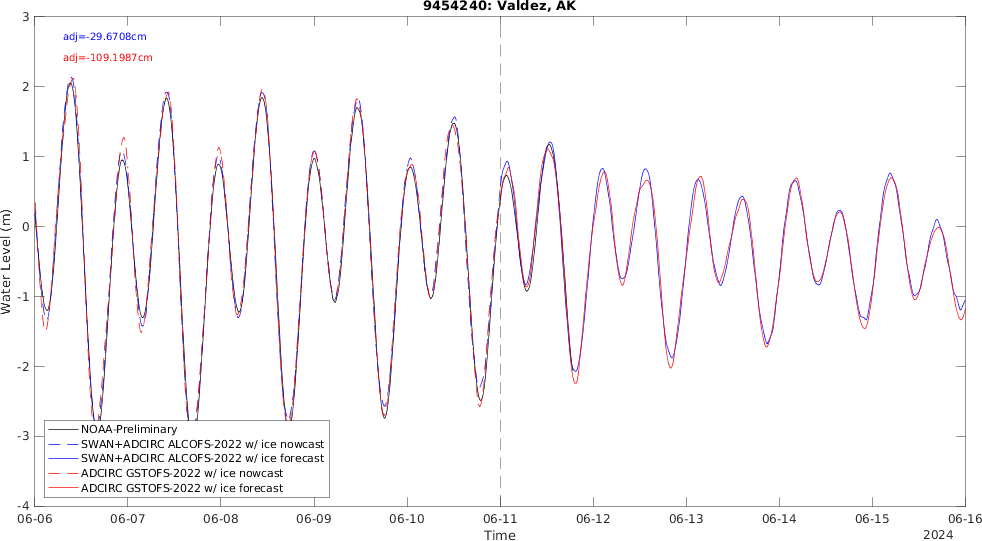 9454240: Valdez, AK
adj=-29.6708cm
adj=-109.1987cm
3
2
1
0
-1
-2
-3
-4
Water Level (m)
NOAA-Preliminary
SWAN+ADCIRC ALCOFS-2022 w/ ice nowcast
SWAN+ADCIRC ALCOFS-2022 w/ ice forecast
ADCIRC GSTOFS-2022 w/ ice nowcast
ADCIRC GSTOFS-2022 w/ ice forecast
06-06 06-07 06-08 06-09 06-10 06-11 06-12 06-13 06-14 06-15 06-16
Time
2024